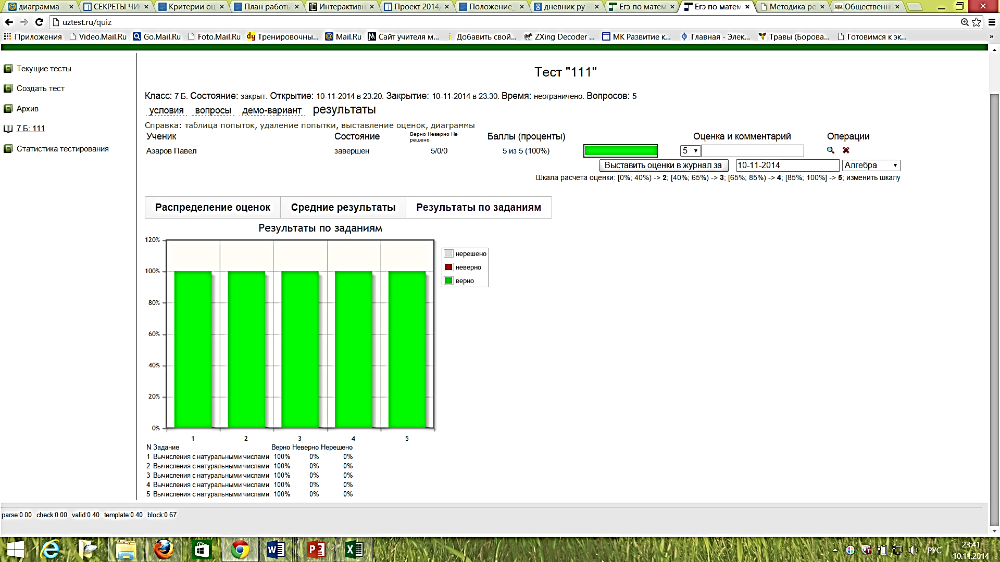 диаграмма -
СЕКРЕТЫ ЧИ
Критерии оц
План работь
Интерактивн
Проект 2014/
Положение_
дневник ру -
Егэ по матем
Егэ по матем
Методика ре
Общественн
uztest.ru/quiz
Приложения Video.Mail.Ru Go.Mail.Ru Foto.Mail.Ru Тренировочны... Mail.Ru Сайт учителя м... Добавить свой... ZXing Decoder ... МК Развитие к... Главная - Элек... Травы (Борова... Готовимся к эк... »
Текущие тесты
Создать тест
Архив
7 Б: 111
Статистика тестирования
Тест "111"
Класс: 7 Б. Состояние: закрыт. Открытие: 10-11-2014 в 23:20. Закрытие: 10-11-2014 в 23:30. Время: неограничено. Вопросов: 5
условия вопросы демо-вариант результаты
Справка: таблица попыток, удаление попытки, выставление оценок, диаграммы
Ученик Состояние Верно Неверно Не решено Баллы (проценты) Оценка и комментарий Операции
Азаров Павел завершен 5/0/0 5 из 5 (100%) 5
Выставить оценки в журнал за 10-11-2014 Алгебра
Шкала расчета оценки: [0%; 40%) -> 2; [40%; 65%) -> 3; [65%; 85%) -> 4; [85%; 100%] -> 5; изменить шкалу
Распределение оценок Средние результаты Результаты по заданиям
Результаты по заданиям
120%
100%
80%
60%
40%
20%
0%
1 2 3 4 5
нерешено
неверно
верно
N Задание Верно Неверно Нерешено
1 Вычисления с натуральными числами 100% 0% 0%
2 Вычисления с натуральными числами 100% 0% 0%
3 Вычисления с натуральными числами 100% 0% 0%
4 Вычисления с натуральными числами 100% 0% 0%
5 Вычисления с натуральными числами 100% 0% 0%
parse:0.00 check:0.00 valid:0.40 template:0.40 block:0.67
РУС
23:41
10.11.2014